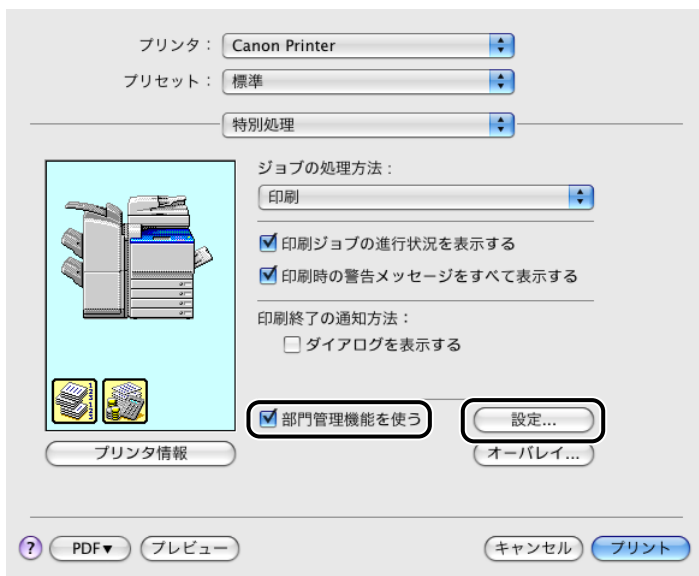 プリンタ： Canon Printer
プリセット： 標準
特別処理
ジョブの処理方法：
印刷
印刷ジョブの進行状況を表示する
印刷時の警告メッセージをすべて表示する
印刷終了の通知方法：
ダイアログを表示する
部門管理機能を使う 設定...
プリンタ情報 オーバレイ...
? PDF▼ プレビュー キャンセル プリント